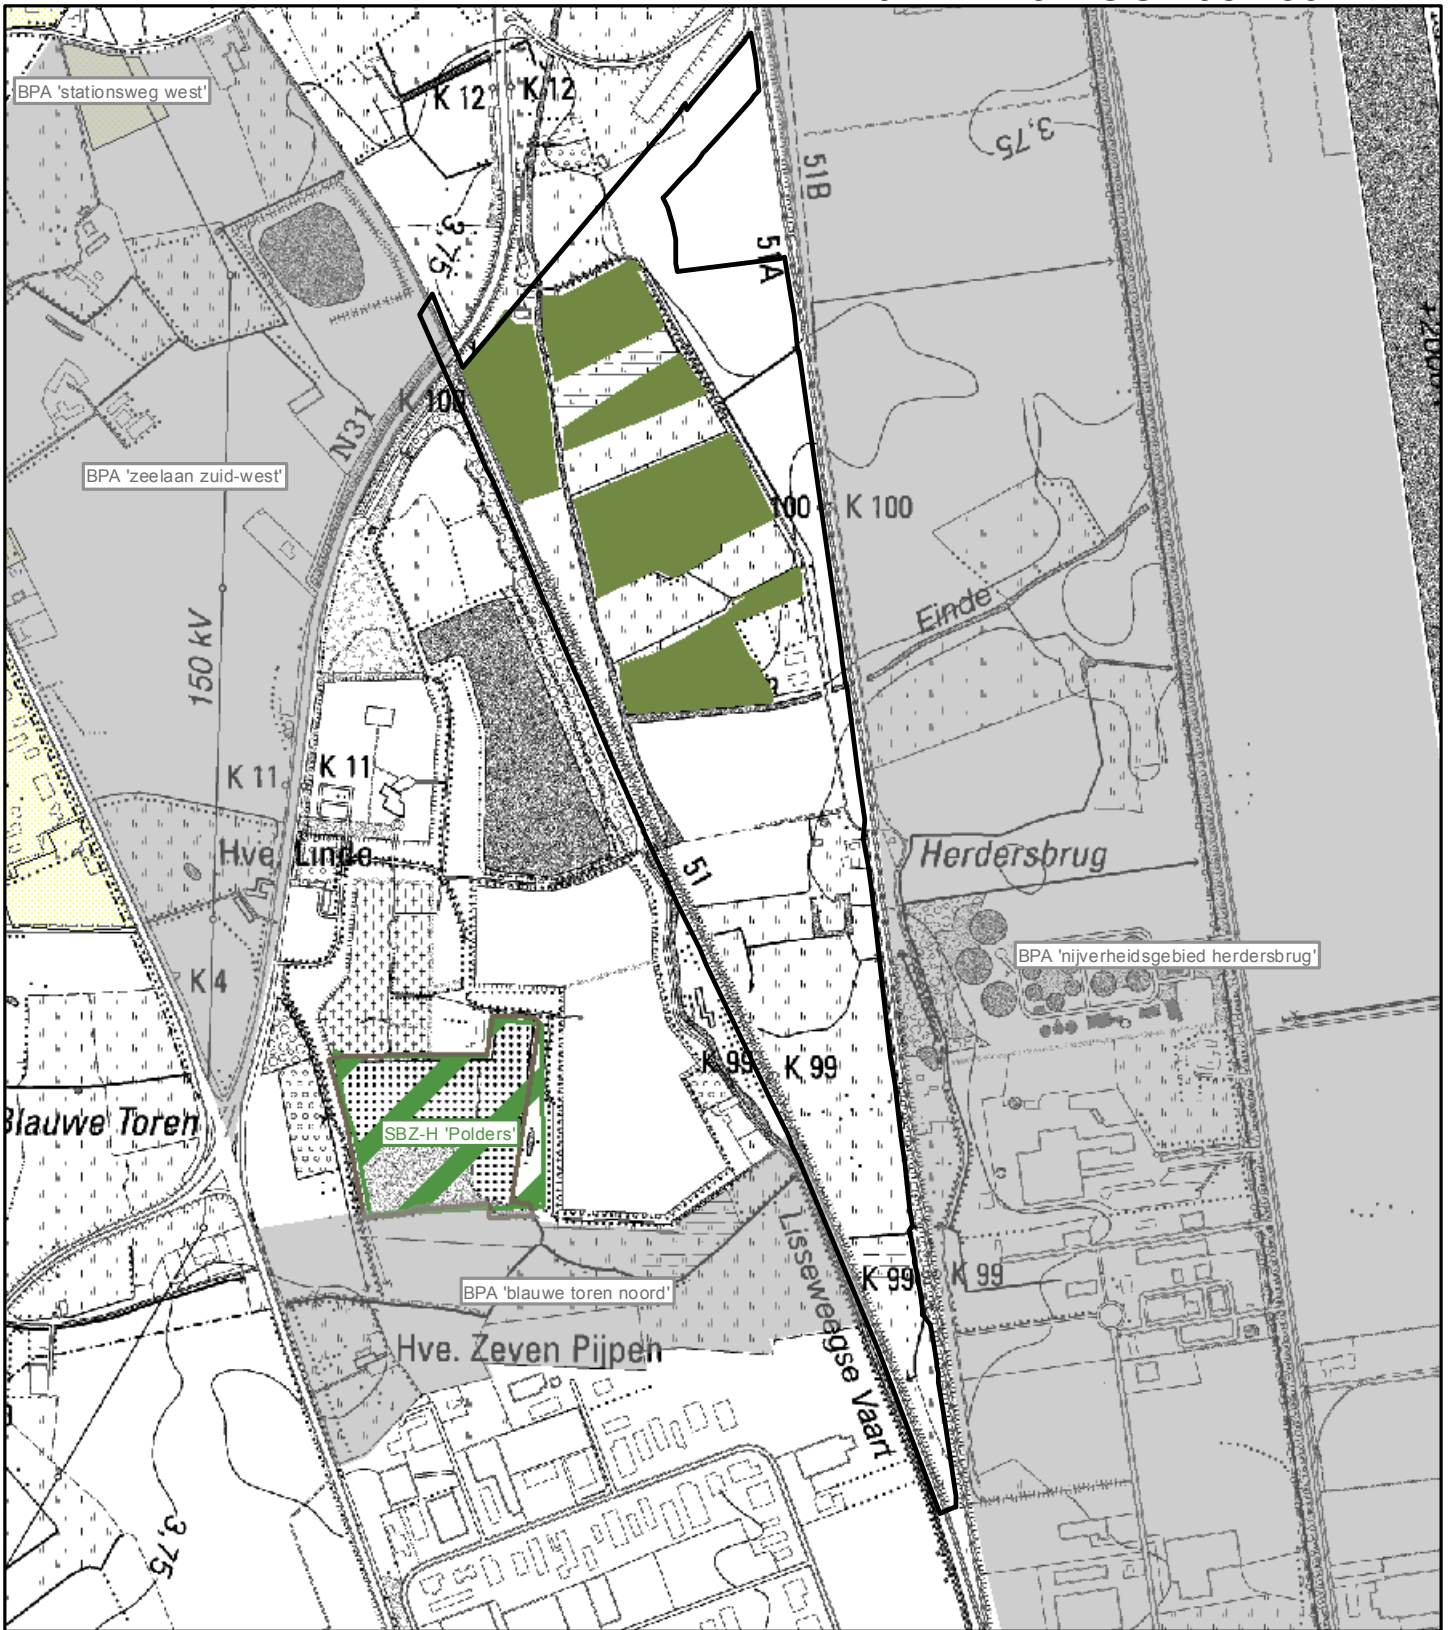 BPA 'stationsweg west'
K 12
K 12
3,75
51B
3,75
51A
K 100
N31
BPA 'zeelaan zuid-west'
100
K 100
Einde
150 kV
K 11
K 11
Hve. Linde
51
Herdersbrug
BPA 'nijverheidsgebied herdersbrug'
K 4
K 99
K 99
Blauwe Toren
SBZ-H 'Polders'
Lisseweegse Vaart
K 99
K 99
BPA 'blauwe toren noord'
Hve. Zeven Pijpen
3,75